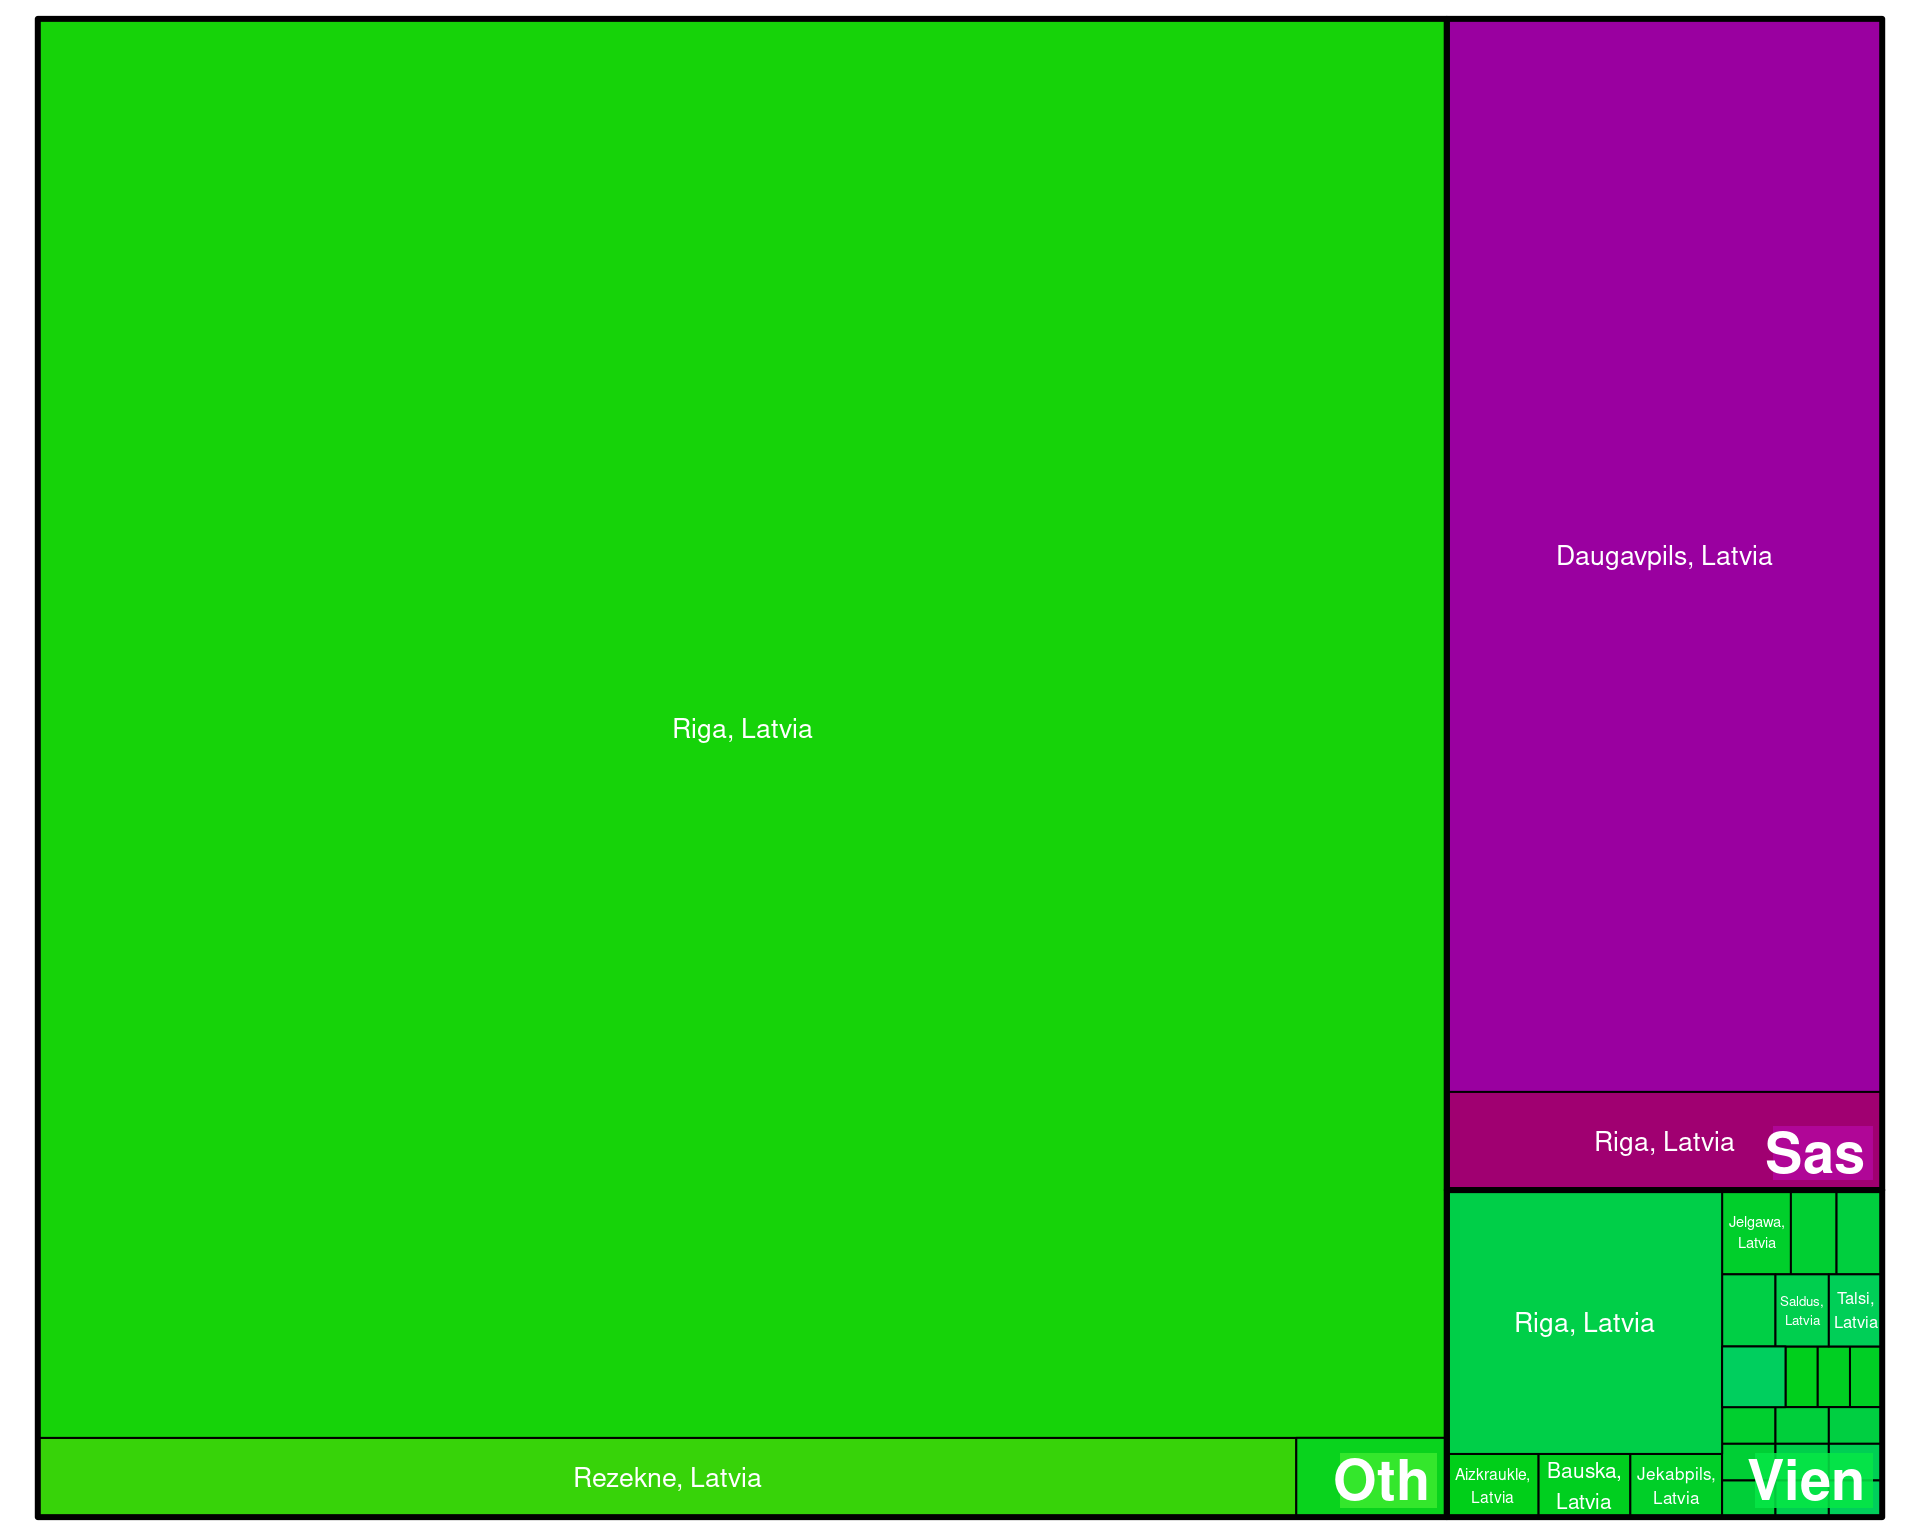 Riga, Latvia
Rezekne, Latvia
Oth
Daugavpils, Latvia
Riga, Latvia
Sas
Riga, Latvia
Jelgawa,
Latvia
Saldus,
Latvia
Talsi,
Latvia
Aizkraukle,
Latvia
Bauska,
Latvia
Jekabpils,
Latvia
Vien